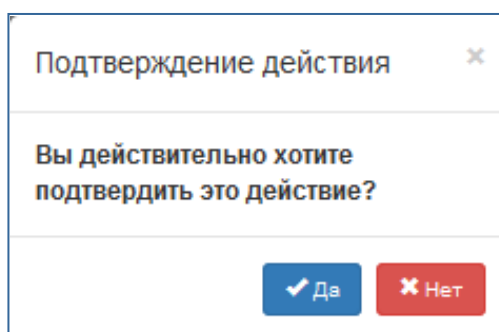 Подтверждение действия ×
Вы действительно хотите
подтвердить это действие?
✔ Да ✖ Нет